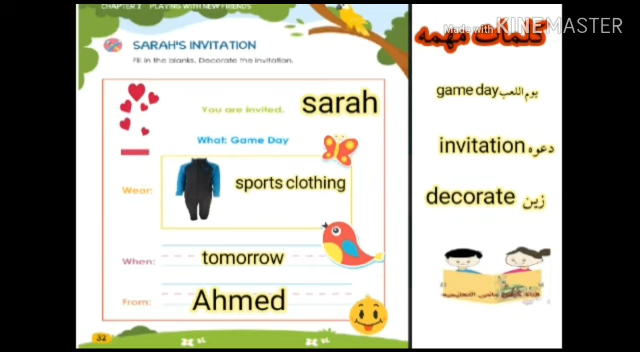 CHAPTER 2 PLAYING WITH NEW FRIENDS
SARAH'S INVITATION
Fill in the blanks. Decorate the invitation.
You are invited. sarah
What: Game Day
Wear: sports clothing
When: tomorrow
From: Ahmed
32
Made with KINEMASTER
كلمات مهمه
game day يوم اللعب
invitation دعوه
decorate زين